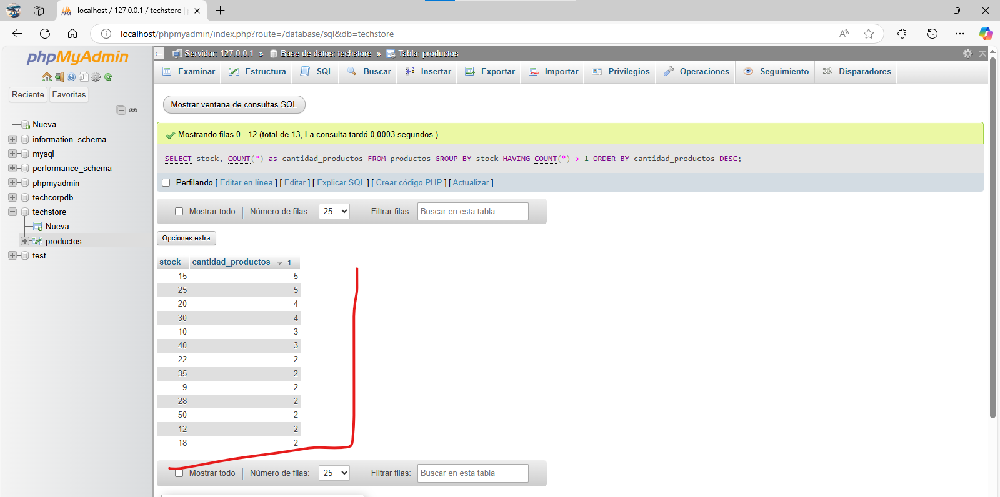 localhost / 127.0.0.1 / techstore |
localhost/phpmyadmin/index.php?route=/database/sql&db=techstore
phpMyAdmin
Reciente Favoritas
Nueva
information_schema
mysql
performance_schema
phpmyadmin
techcorpdb
techstore
Nueva
productos
test
Servidor: 127.0.0.1 » Base de datos: techstore » Tabla: productos
Examinar Estructura SQL Buscar Insertar Exportar Importar Privilegios Operaciones Seguimiento Disparadores
Mostrar ventana de consultas SQL
Mostrando filas 0 - 12 (total de 13, La consulta tardó 0,0003 segundos.)
SELECT stock, COUNT(*) as cantidad_productos FROM productos GROUP BY stock HAVING COUNT(*) > 1 ORDER BY cantidad_productos DESC;
Perfilando [ Editar en línea ] [ Editar ] [ Explicar SQL ] [ Crear código PHP ] [ Actualizar ]
Mostrar todo | Número de filas: 25 Filtrar filas: Buscar en esta tabla
Opciones extra
stock cantidad_productos 1
15 5
25 5
20 4
30 4
10 3
40 3
22 2
35 2
9 2
28 2
50 2
12 2
18 2
Mostrar todo | Número de filas: 25 Filtrar filas: Buscar en esta tabla